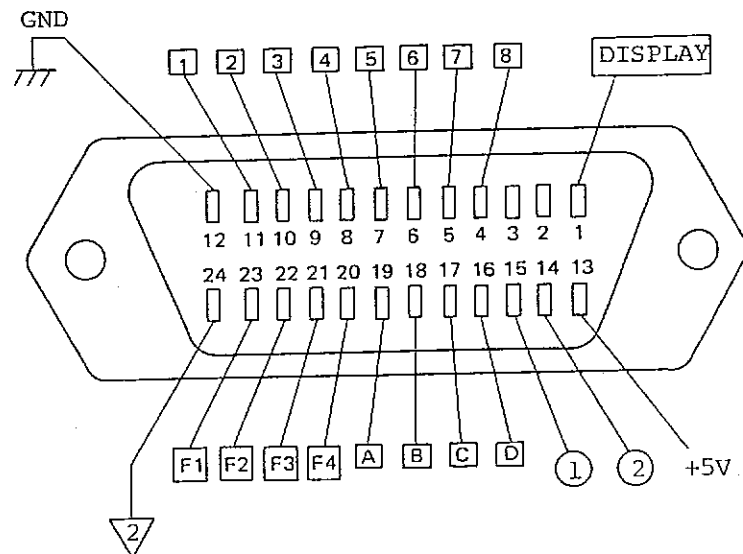 GND
1 2 3 4 5 6 7 8 DISPLAY
12 11 10 9 8 7 6 5 4 3 2 1
24 23 22 21 20 19 18 17 16 15 14 13
F1 F2 F3 F4 A B C D 1 2 +5V
2